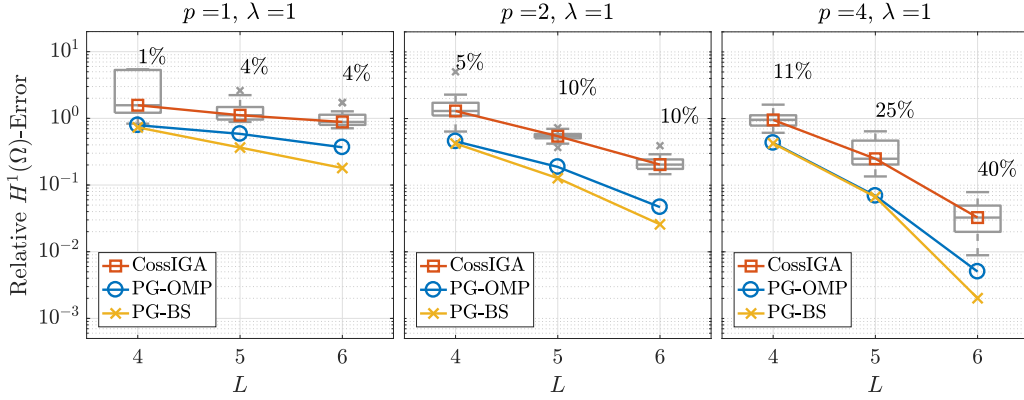 p =1, λ =1
p =2, λ =1
p =4, λ =1
Relative H¹(Ω)-Error
10¹
10⁰
10⁻¹
10⁻²
10⁻³
1%
4%
4%
CossIGA
PG-OMP
PG-BS
4
5
6
L
5%
10%
10%
CossIGA
PG-OMP
PG-BS
4
5
6
L
11%
25%
40%
CossIGA
PG-OMP
PG-BS
4
5
6
L